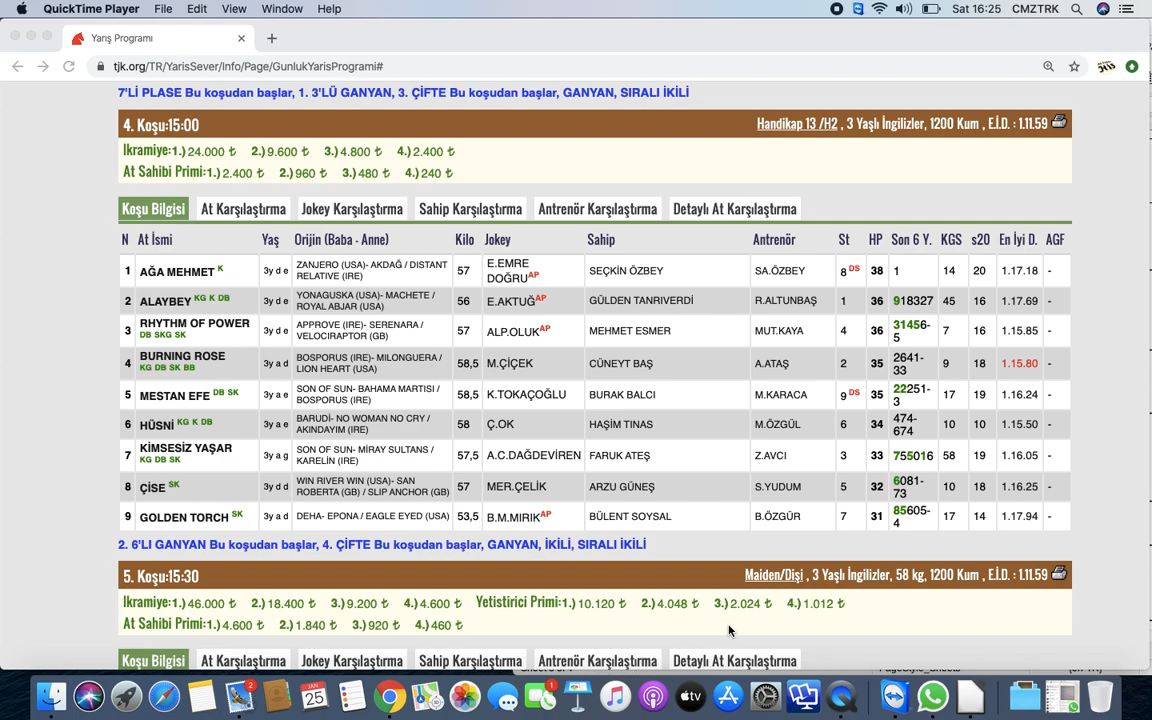 QuickTime Player File Edit View Window Help Sat 16:25 CMZTRK
Yarış Programı
tjk.org/TR/YarisSever/Info/Page/GunlukYarisProgrami#
7'Lİ PLASE Bu koşudan başlar, 1. 3'LÜ GANYAN, 3. ÇİFTE Bu koşudan başlar, GANYAN, SIRALI İKİLİ
4. Koşu:15:00 Handikap 13 /H2 , 3 Yaşlı İngilizler, 1200 Kum , E.İ.D. : 1.11.59
İkramiye:1.) 24.000 ₺ 2.) 9.600 ₺ 3.) 4.800 ₺ 4.) 2.400 ₺
At Sahibi Primi:1.) 2.400 ₺ 2.) 960 ₺ 3.) 480 ₺ 4.) 240 ₺
Koşu Bilgisi At Karşılaştırma Jokey Karşılaştırma Sahip Karşılaştırma Antrenör Karşılaştırma Detaylı At Karşılaştırma
N At İsmi Yaş Orijin (Baba - Anne) Kilo Jokey Sahip Antrenör St HP Son 6 Y. KGS s20 En İyi D. AGF
1 AĞA MEHMET K 3y d e ZANJERO (USA)- AKDAĞ / DISTANT RELATIVE (IRE) 57 E.EMRE DOĞRU AP SEÇKİN ÖZBEY SA.ÖZBEY 8 DS 38 1 14 20 1.17.18 -
2 ALAYBEY KG K DB 3y d e YONAGUSKA (USA)- MACHETE / ROYAL ABJAR (USA) 56 E.AKTUĞ AP GÜLDEN TANRIVERDİ R.ALTUNBAŞ 1 36 918327 45 16 1.17.69 -
3 RHYTHM OF POWER DB SKG SK 3y d e APPROVE (IRE)- SERENARA / VELOCIRAPTOR (GB) 57 ALP.OLUK AP MEHMET ESMER MUT.KAYA 4 36 31456-5 7 16 1.15.85 -
4 BURNING ROSE KG DB SK BB 3y a d BOSPORUS (IRE)- MILONGUERA / LION HEART (USA) 58,5 M.ÇİÇEK CÜNEYT BAŞ A.ATAŞ 2 35 2641-33 9 18 1.15.80 -
5 MESTAN EFE DB SK 3y a e SON OF SUN- BAHAMA MARTISI / BOSPORUS (IRE) 58,5 K.TOKAÇOĞLU BURAK BALCI M.KARACA 9 DS 35 22251-3 17 19 1.16.24 -
6 HÜSNİ KG K DB 3y a e BARUDİ- NO WOMAN NO CRY / AKINDAYIM (IRE) 58 Ç.OK HAŞİM TINAS M.ÖZGÜL 6 34 474-674 10 10 1.15.50 -
7 KİMSESİZ YAŞAR KG DB SK 3y a g SON OF SUN- MİRAY SULTANS / KARELİN (IRE) 57,5 A.C.DAĞDEVİREN FARUK ATEŞ Z.AVCI 3 33 755016 58 19 1.16.05 -
8 ÇİSE SK 3y d d WIN RIVER WIN (USA)- SAN ROBERTA (GB) / SLIP ANCHOR (GB) 57 MER.ÇELİK ARZU GÜNEŞ S.YUDUM 5 32 6081-73 10 18 1.16.25 -
9 GOLDEN TORCH SK 3y a d DEHA- EPONA / EAGLE EYED (USA) 53,5 B.M.MIRIK AP BÜLENT SOYSAL B.ÖZGÜR 7 31 85605-4 17 14 1.17.94 -
2. 6'LI GANYAN Bu koşudan başlar, 4. ÇİFTE Bu koşudan başlar, GANYAN, İKİLİ, SIRALI İKİLİ
5. Koşu:15:30 Maiden/Dişi , 3 Yaşlı İngilizler, 58 kg, 1200 Kum , E.İ.D. : 1.11.59
İkramiye:1.) 46.000 ₺ 2.) 18.400 ₺ 3.) 9.200 ₺ 4.) 4.600 ₺ Yetistirici Primi:1.) 10.120 ₺ 2.) 4.048 ₺ 3.) 2.024 ₺ 4.) 1.012 ₺
At Sahibi Primi:1.) 4.600 ₺ 2.) 1.840 ₺ 3.) 920 ₺ 4.) 460 ₺
Koşu Bilgisi At Karşılaştırma Jokey Karşılaştırma Sahip Karşılaştırma Antrenör Karşılaştırma Detaylı At Karşılaştırma
2 JAN 25 1 tv